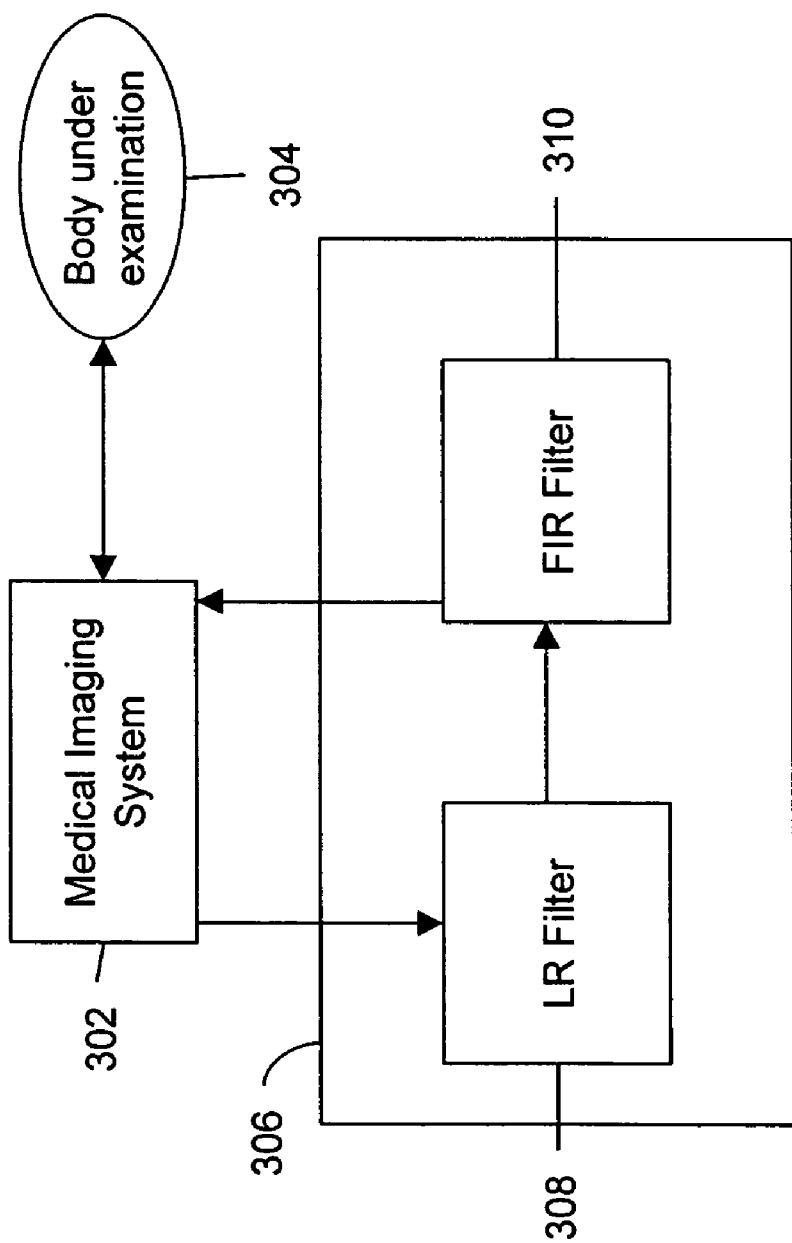 Medical Imaging
System
302
Body under
examination
304
306
LR Filter
308
FIR Filter
310